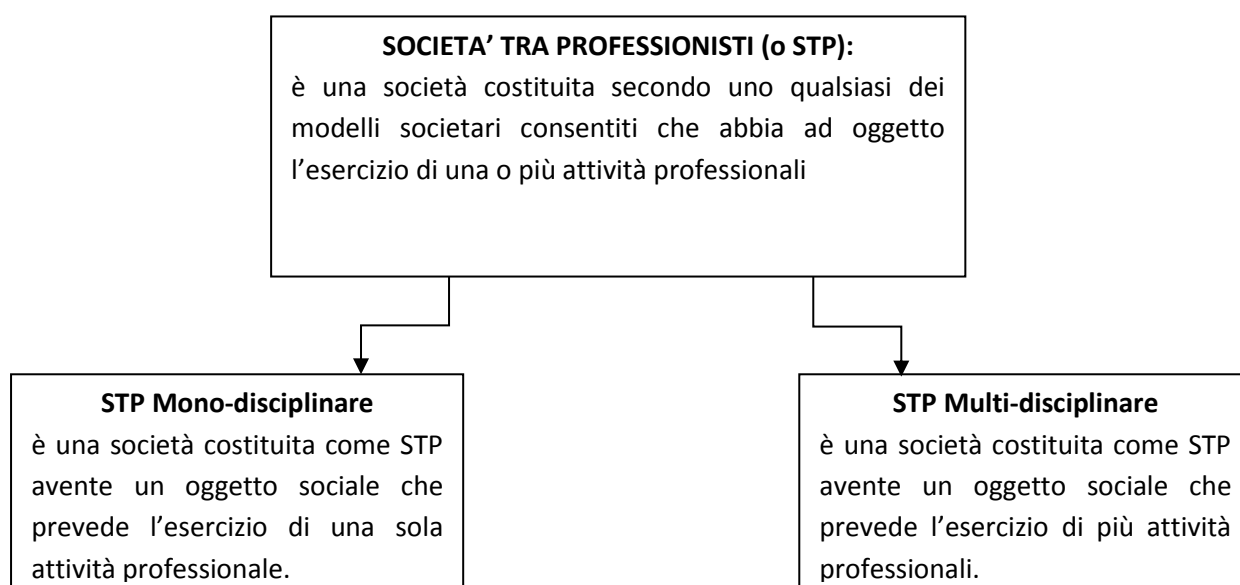 SOCIETA’ TRA PROFESSIONISTI (o STP):
è una società costituita secondo uno qualsiasi dei
modelli societari consentiti che abbia ad oggetto
l’esercizio di una o più attività professionali
STP Mono-disciplinare
è una società costituita come STP
avente un oggetto sociale che
prevede l’esercizio di una sola
attività professionale.
STP Multi-disciplinare
è una società costituita come STP
avente un oggetto sociale che
prevede l’esercizio di più attività
professionali.